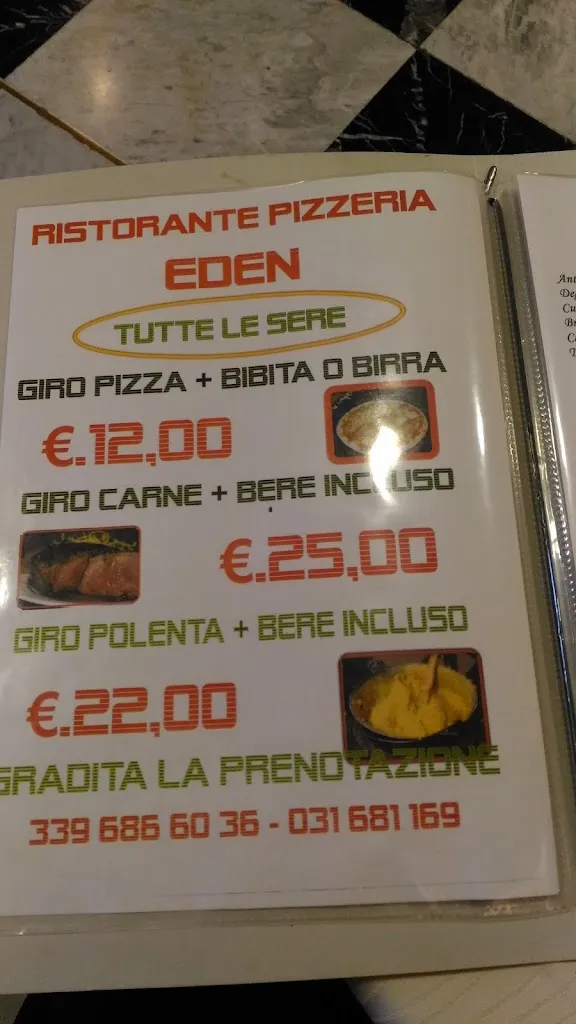 RISTORANTE PIZZERIA
EDEN
TUTTE LE SERE
GIRO PIZZA + BIBITA O BIRRA
€.12,00
GIRO CARNE + BERE INCLUSO
€.25,00
GIRO POLENTA + BERE INCLUSO
€.22,00
GRADITA LA PRENOTAZIONE
339 686 60 36 - 031 681 169